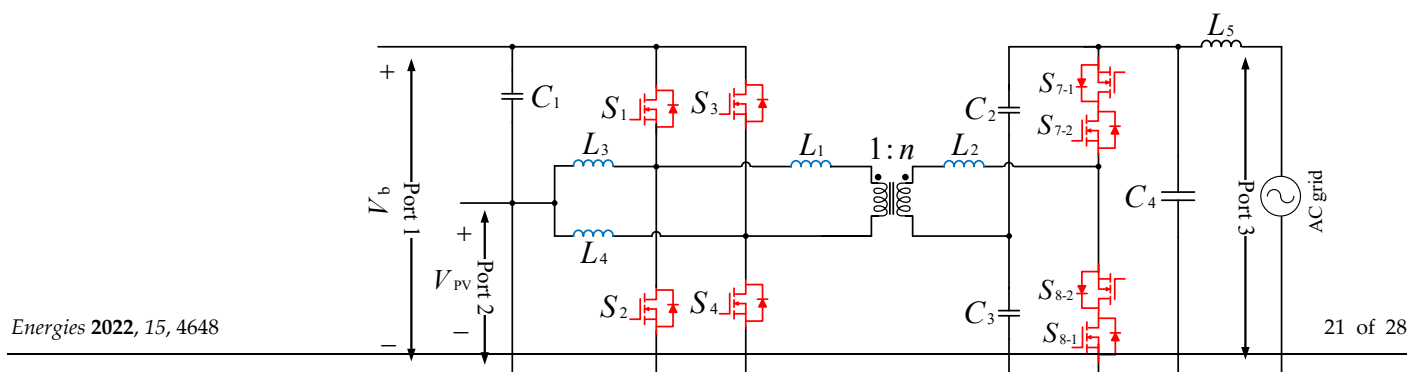 L5
+
S7-1
C1
S1
S3
C2
S7-2
L3
L1
1:n
L2
Vb
Port 1
C4
Port 3
AC grid
+
L4
VPV
Port 2
S2
S4
S8-2
C3
S8-1
−
−
Energies 2022, 15, 4648
21 of 28